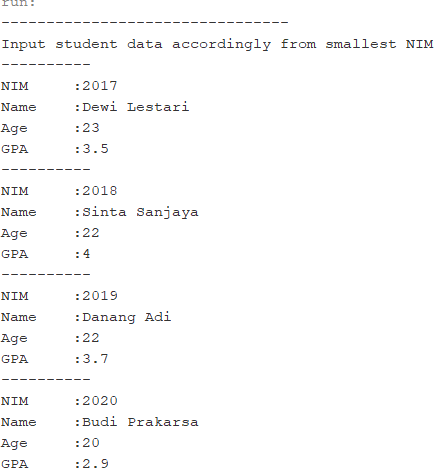 run:
--------------------------------
Input student data accordingly from smallest NIM
----------
NIM     :2017
Name    :Dewi Lestari
Age     :23
GPA     :3.5
----------
NIM     :2018
Name    :Sinta Sanjaya
Age     :22
GPA     :4
----------
NIM     :2019
Name    :Danang Adi
Age     :22
GPA     :3.7
----------
NIM     :2020
Name    :Budi Prakarsa
Age     :20
GPA     :2.9